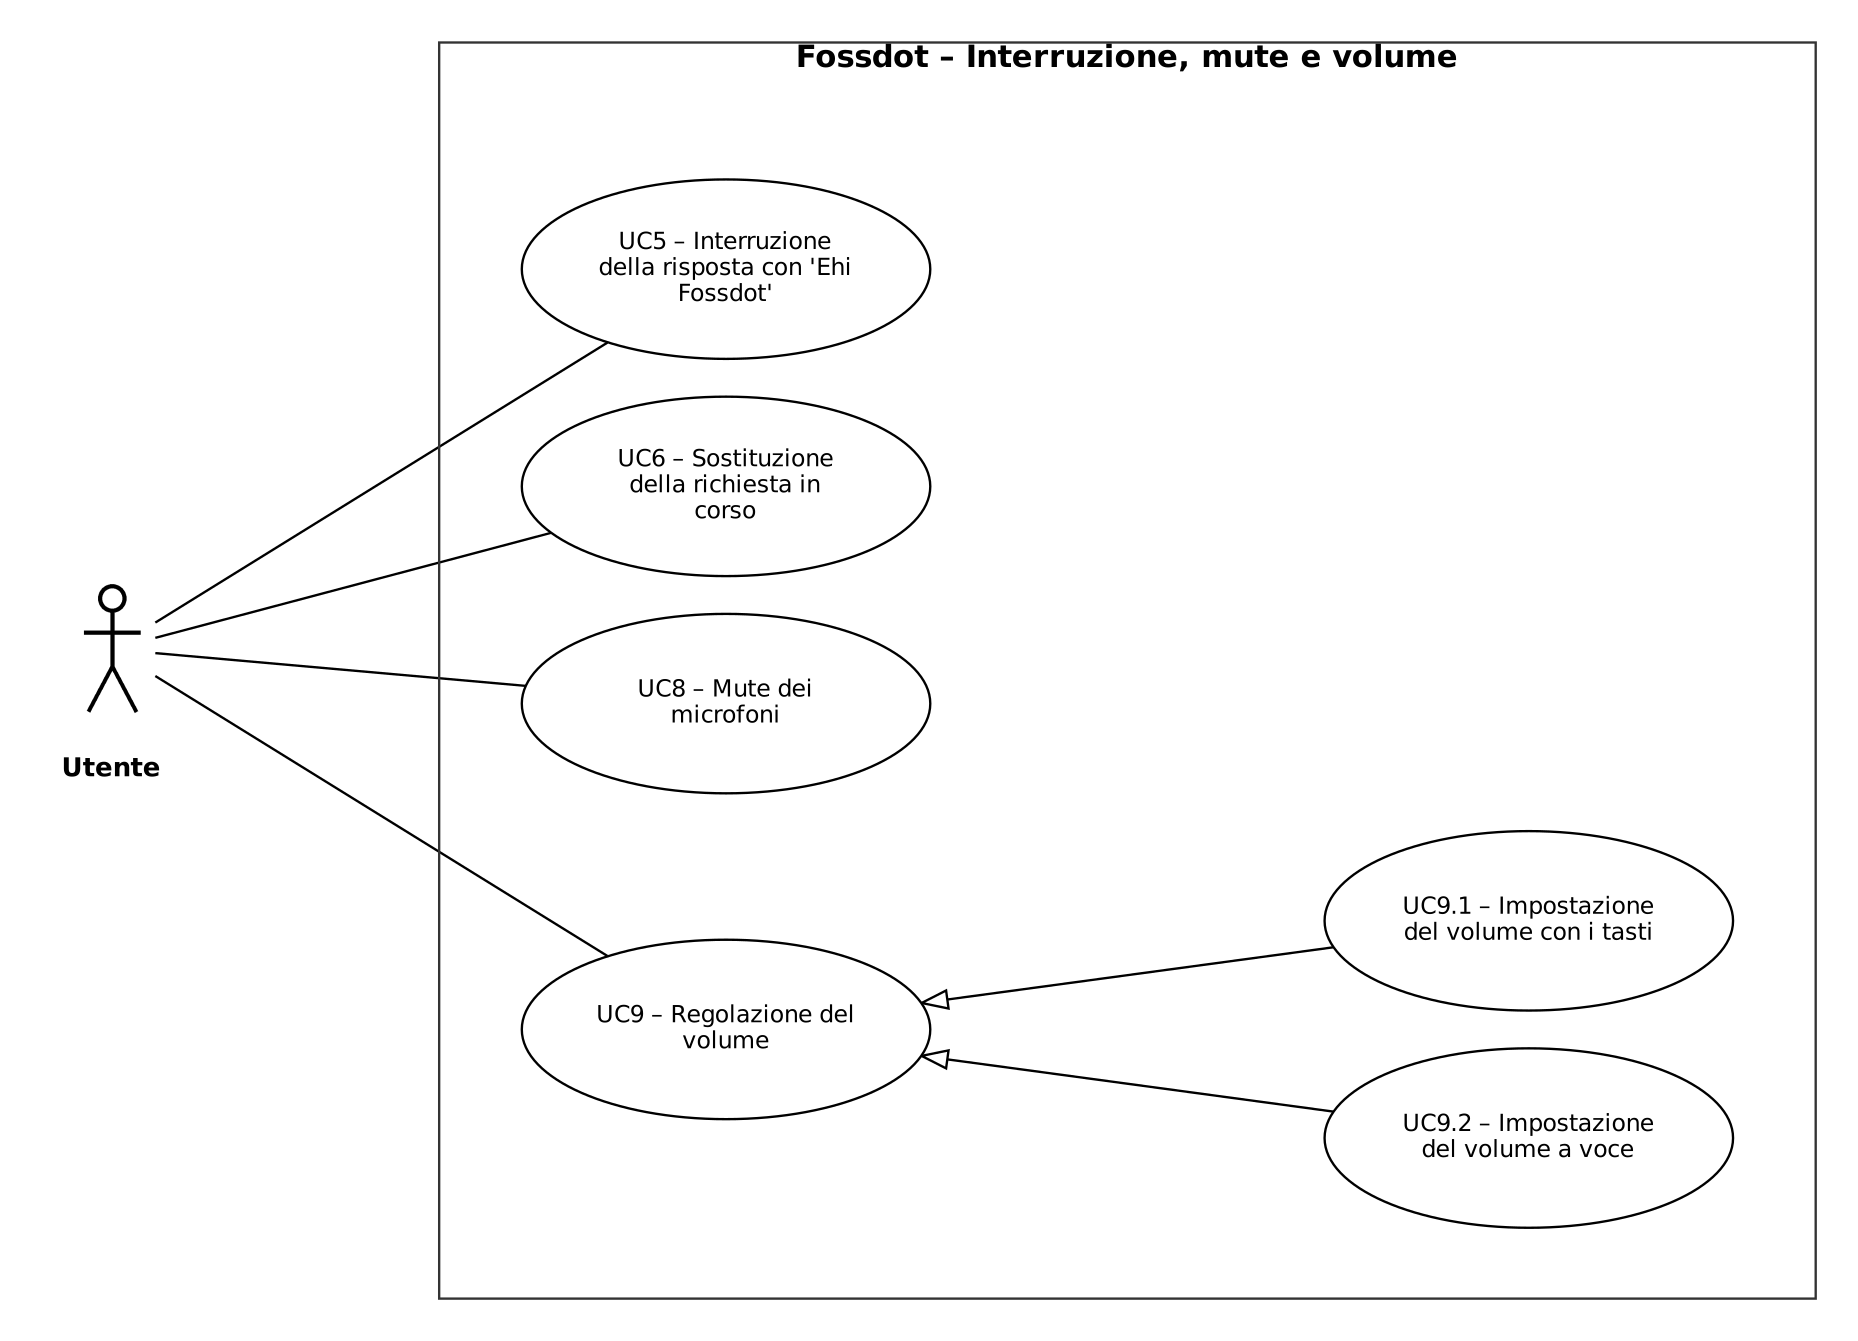 Fossdot – Interruzione, mute e volume
UC5 – Interruzione
della risposta con 'Ehi
Fossdot'
UC6 – Sostituzione
della richiesta in
corso
UC8 – Mute dei
microfoni
Utente
UC9 – Regolazione del
volume
UC9.1 – Impostazione
del volume con i tasti
UC9.2 – Impostazione
del volume a voce